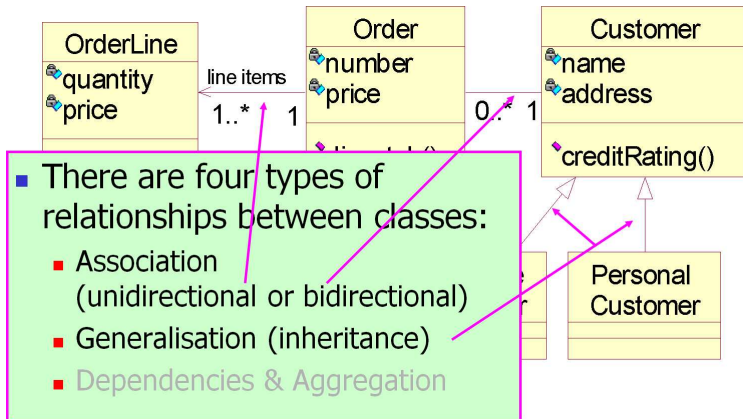 OrderLine
quantity
price
line items
1..*
1
Order
number
price
0..*
1
Customer
name
address
creditRating()
There are four types of
relationships between classes:
Association
(unidirectional or bidirectional)
Generalisation (inheritance)
Dependencies & Aggregation
Personal
Customer